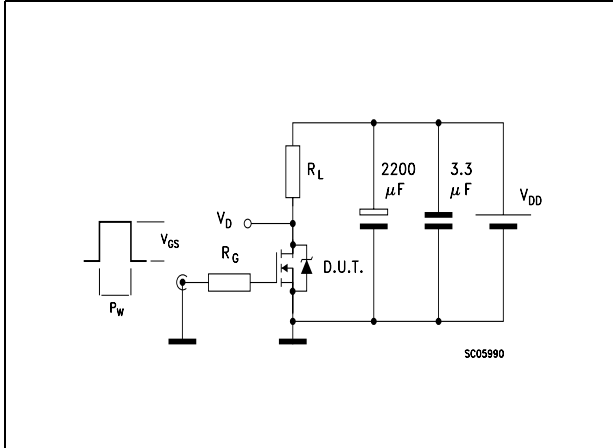 2200
μF
3.3
μF
R_L
V_DD
V_D
V_GS
R_G
D.U.T.
P_W
SC05990